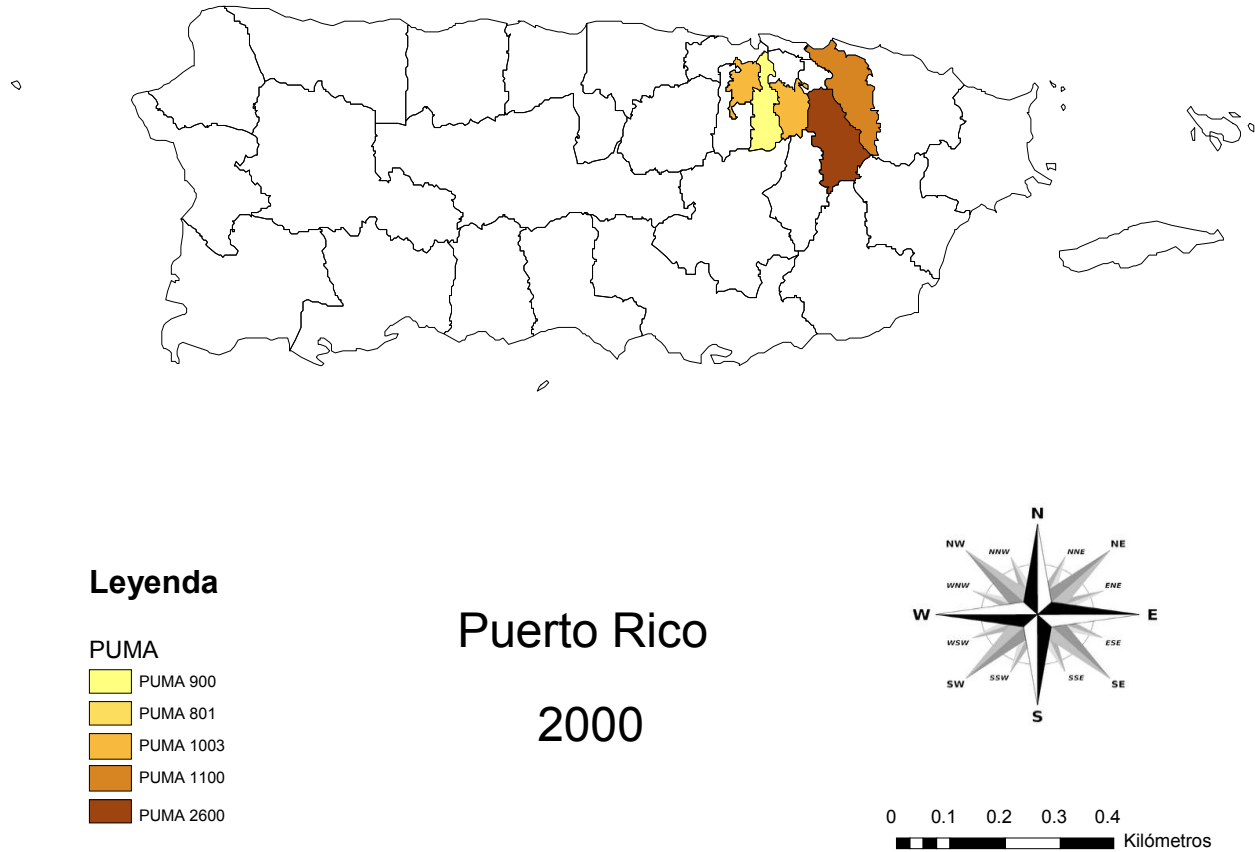 Leyenda
PUMA
PUMA 900
PUMA 801
PUMA 1003
PUMA 1100
PUMA 2600
Puerto Rico
2000
N
NNW
NNE
NW
NE
WNW
ENE
W
E
WSW
ESE
SW
SSW
SSE
SE
S
0 0.1 0.2 0.3 0.4
Kilómetros